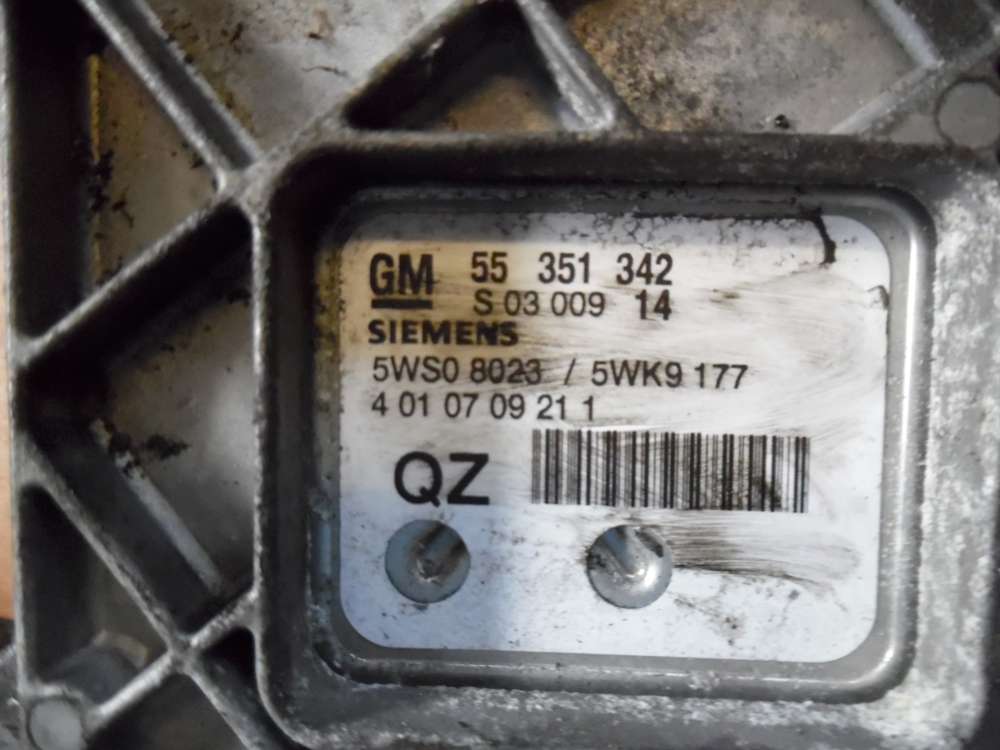 GM 55 351 342
S 03 009 14
SIEMENS
5WS0 8023 / 5WK9 177
4 01 07 09 21 1
QZ